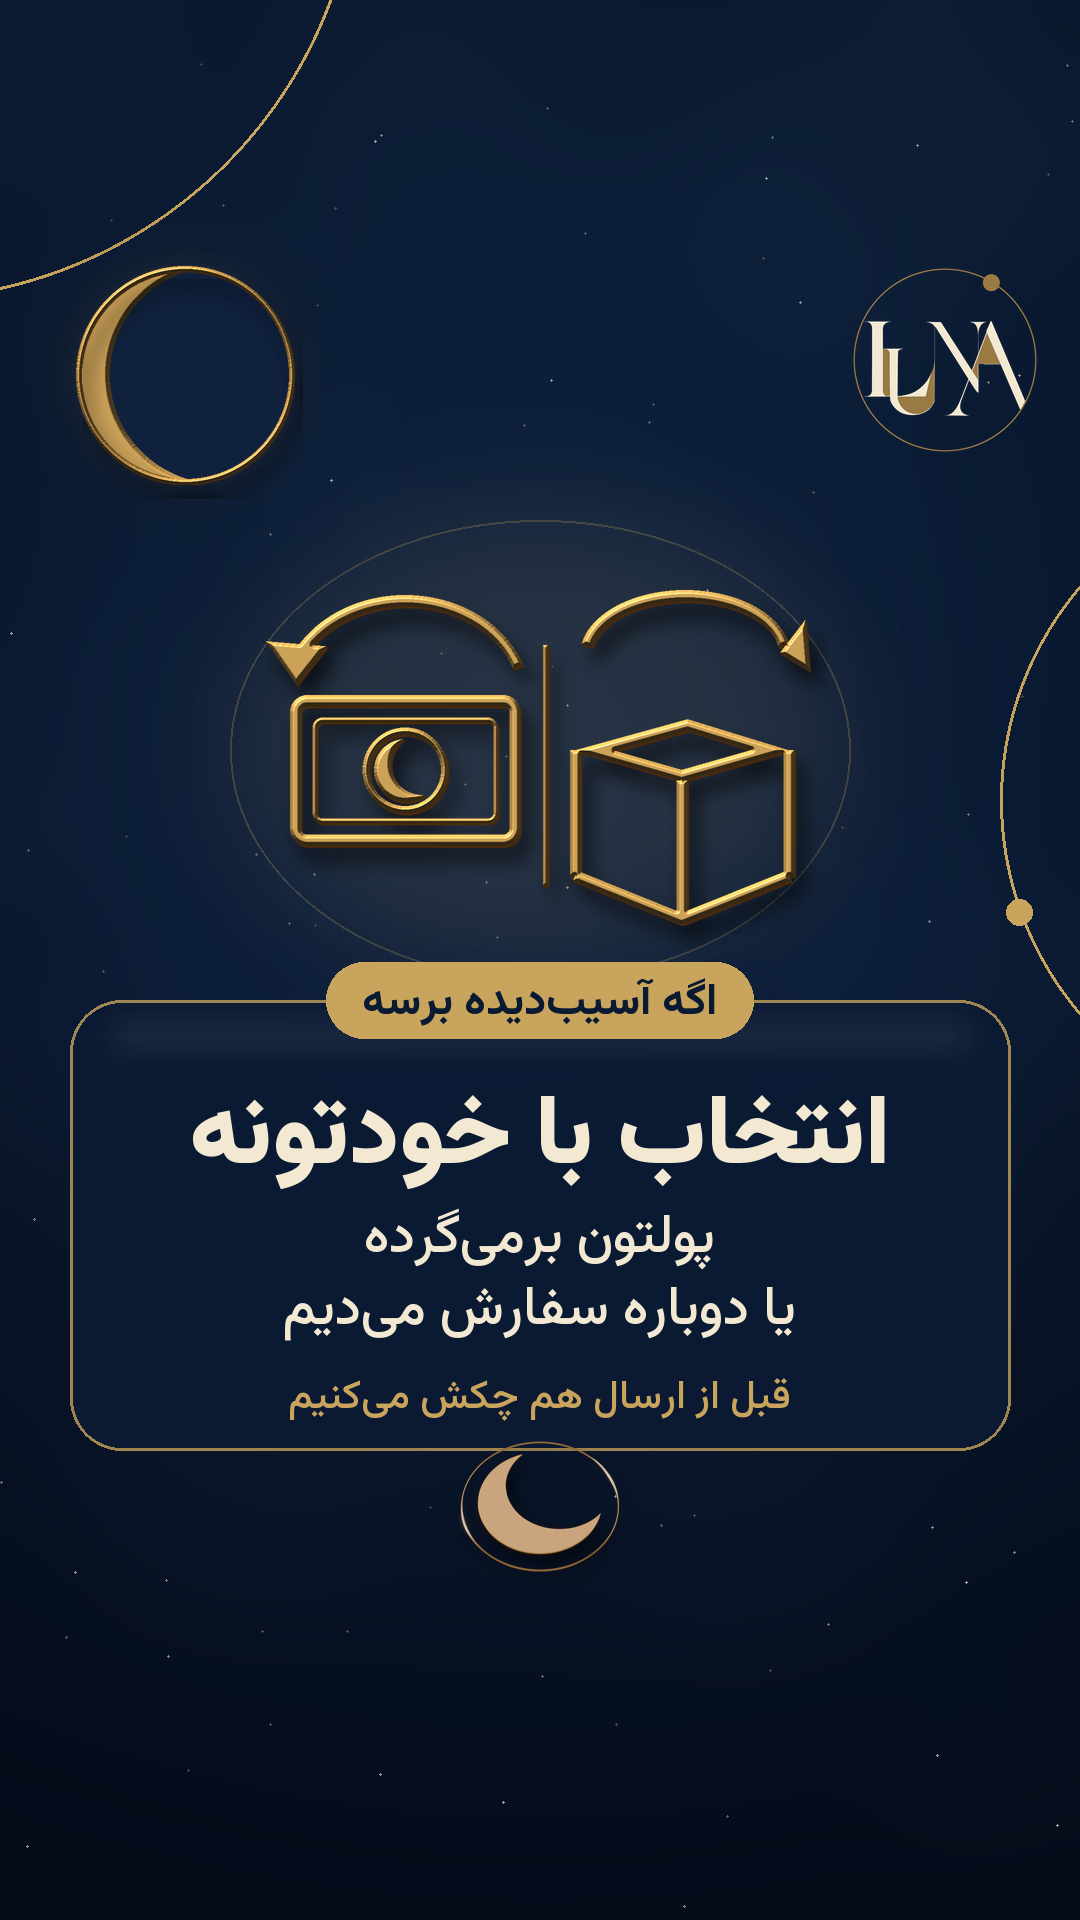 LUNA
اگه آسیب‌دیده برسه
انتخاب با خودتونه
پولتون برمی‌گرده
یا دوباره سفارش می‌دیم
قبل از ارسال هم چکش می‌کنیم